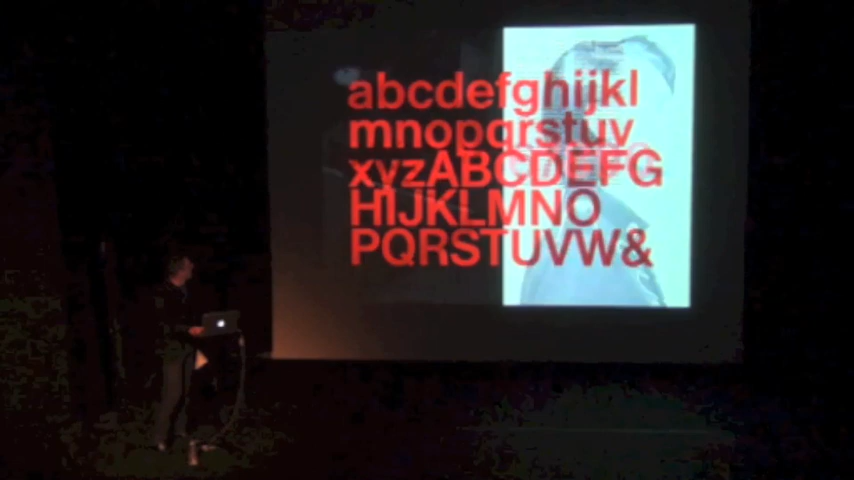 abcdefghijkl
mnopqrstuv
xyzABCDEFG
HIJKLMNO
PQRSTUVW&